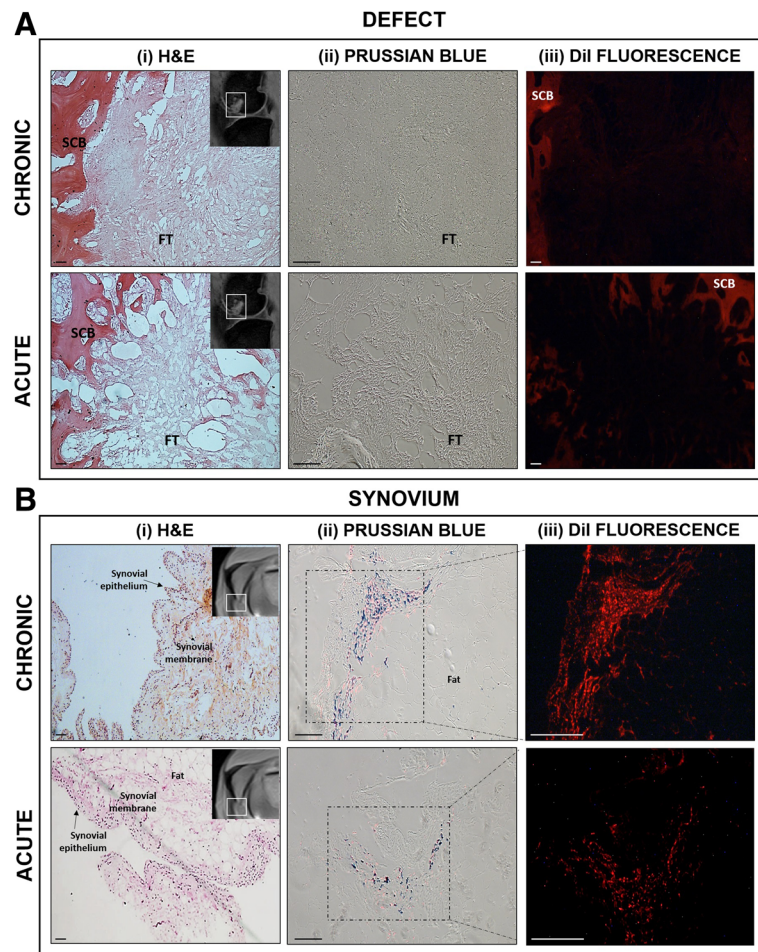 A
DEFECT
(i) H&E
(ii) PRUSSIAN BLUE
(iii) DiI FLUORESCENCE
CHRONIC
SCB
FT
FT
SCB
ACUTE
SCB
FT
FT
SCB
B
SYNOVIUM
(i) H&E
(ii) PRUSSIAN BLUE
(iii) DiI FLUORESCENCE
CHRONIC
Synovial
epithelium
Synovial
membrane
Fat
ACUTE
Fat
Synovial
membrane
Synovial
epithelium